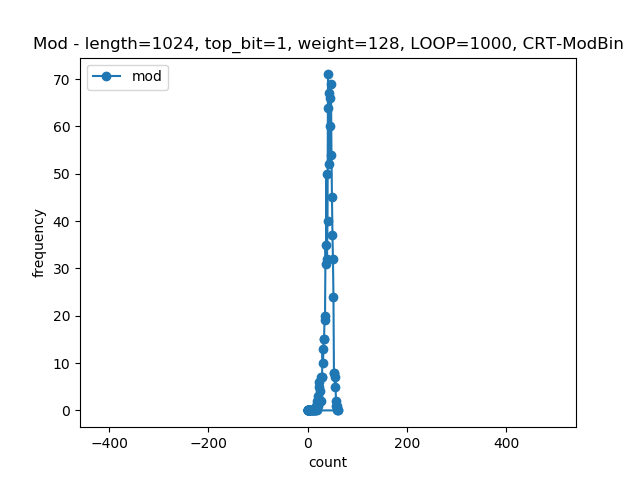 Mod - length=1024, top_bit=1, weight=128, LOOP=1000, CRT-ModBin
mod
70
60
50
40
30
20
10
0
frequency
−400 −200 0 200 400
count